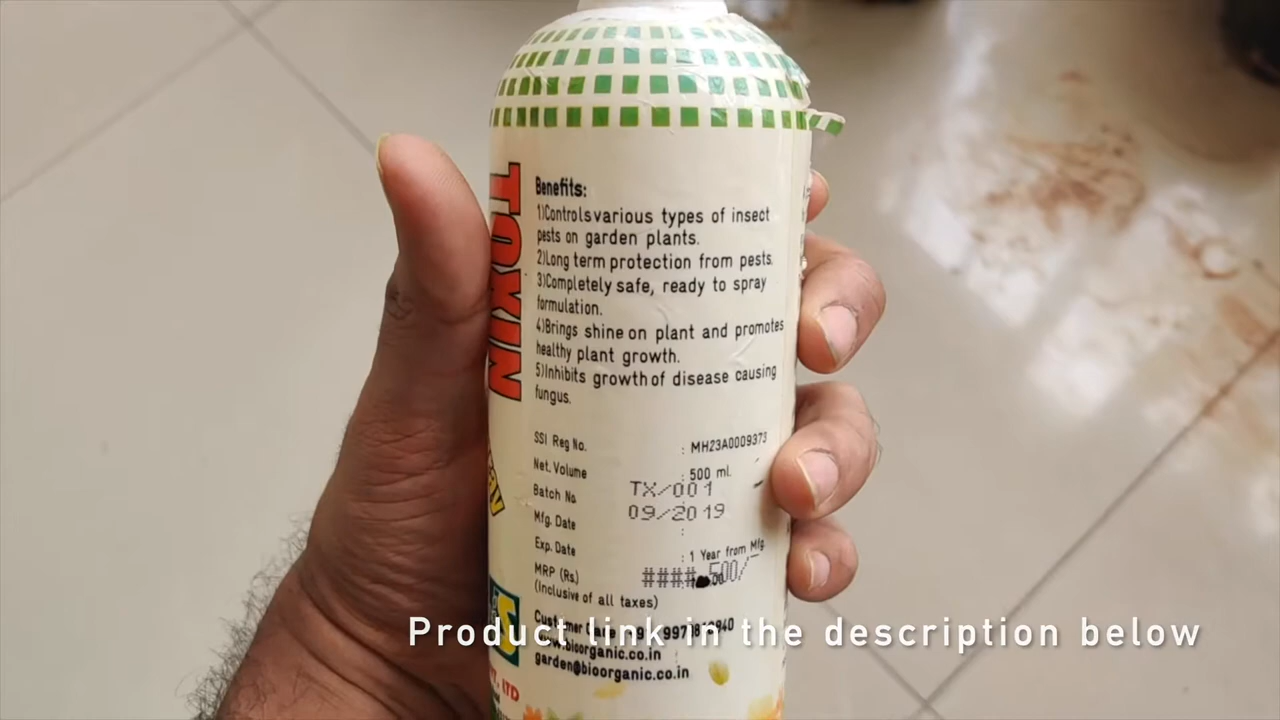 TOXIN
Benefits:
1)Controls various types of insect
pests on garden plants.
2)Long term protection from pests.
3)Completely safe, ready to spray
formulation.
4)Brings shine on plant and promotes
healthy plant growth.
5)Inhibits growth of disease causing
fungus.
SSI Reg No. : MH23A0009373
Net. Volume : 500 ml.
Batch No TX/001
Mfg. Date : 09/2019
Exp. Date : 1 Year from Mfg
MRP (Rs.) : #### 500/-
(Inclusive of all taxes)
Product link in the description below
www.bioorganic.co.in
garden@bioorganic.co.in
LTD